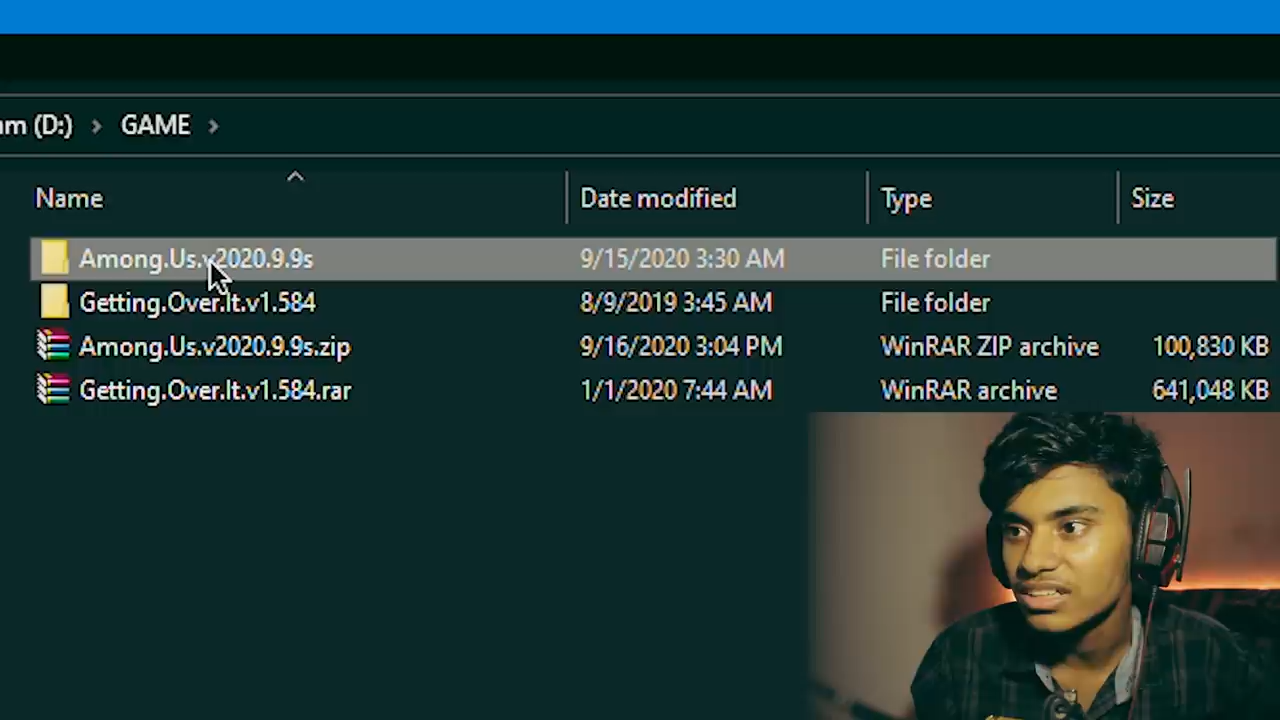 am (D:) > GAME >
Name Date modified Type Size
Among.Us.v2020.9.9s 9/15/2020 3:30 AM File folder
Getting.Over.It.v1.584 8/9/2019 3:45 AM File folder
Among.Us.v2020.9.9s.zip 9/16/2020 3:04 PM WinRAR ZIP archive 100,830 KB
Getting.Over.It.v1.584.rar 1/1/2020 7:44 AM WinRAR archive 641,048 KB